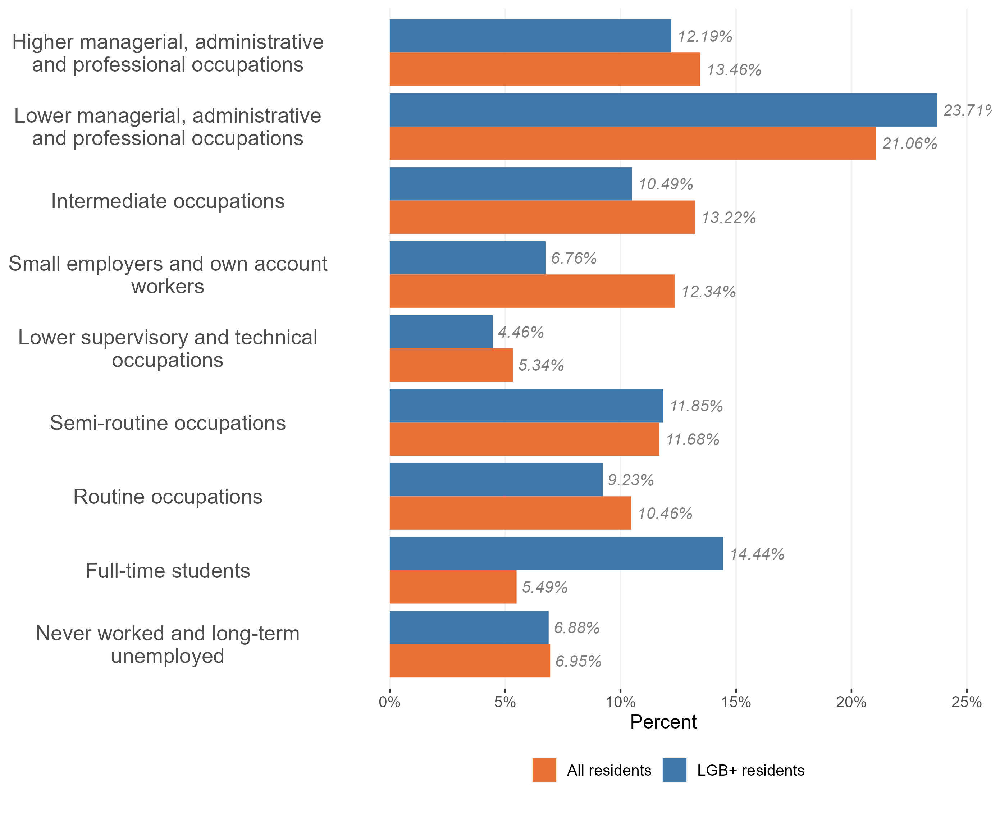 Higher managerial, administrative
and professional occupations
12.19%
13.46%
Lower managerial, administrative
and professional occupations
23.71%
21.06%
Intermediate occupations
10.49%
13.22%
Small employers and own account
workers
6.76%
12.34%
Lower supervisory and technical
occupations
4.46%
5.34%
Semi-routine occupations
11.85%
11.68%
Routine occupations
9.23%
10.46%
Full-time students
14.44%
5.49%
Never worked and long-term
unemployed
6.88%
6.95%
0% 5% 10% 15% 20% 25%
Percent
All residents LGB+ residents